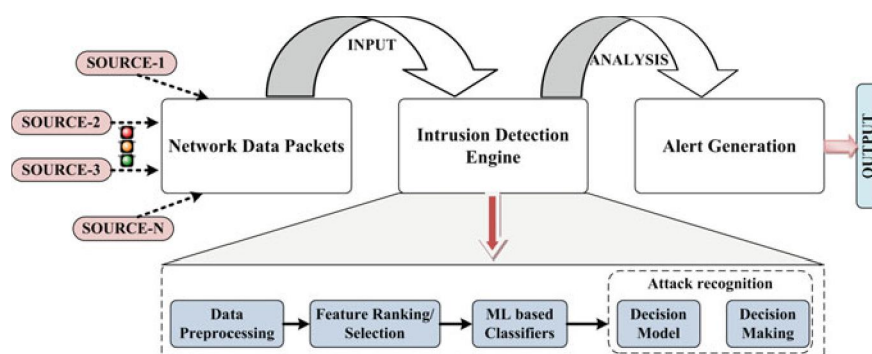 INPUT
ANALYSIS
SOURCE-1
SOURCE-2
SOURCE-3
SOURCE-N
Network Data Packets
Intrusion Detection
Engine
Alert Generation
OUTPUT
Attack recognition
Data
Preprocessing
Feature Ranking/
Selection
ML based
Classifiers
Decision
Model
Decision
Making